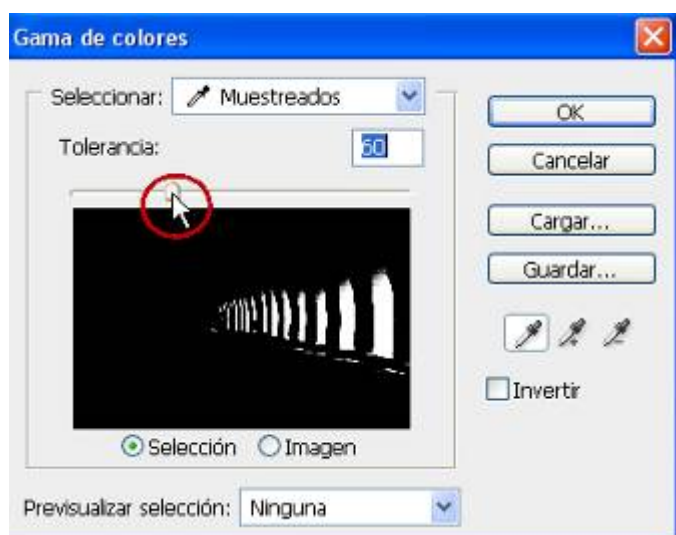 Gama de colores
Seleccionar: Muestreados
Tolerancia: 60
Selección Imagen
Previsualizar selección: Ninguna
OK
Cancelar
Cargar...
Guardar...
Invertir